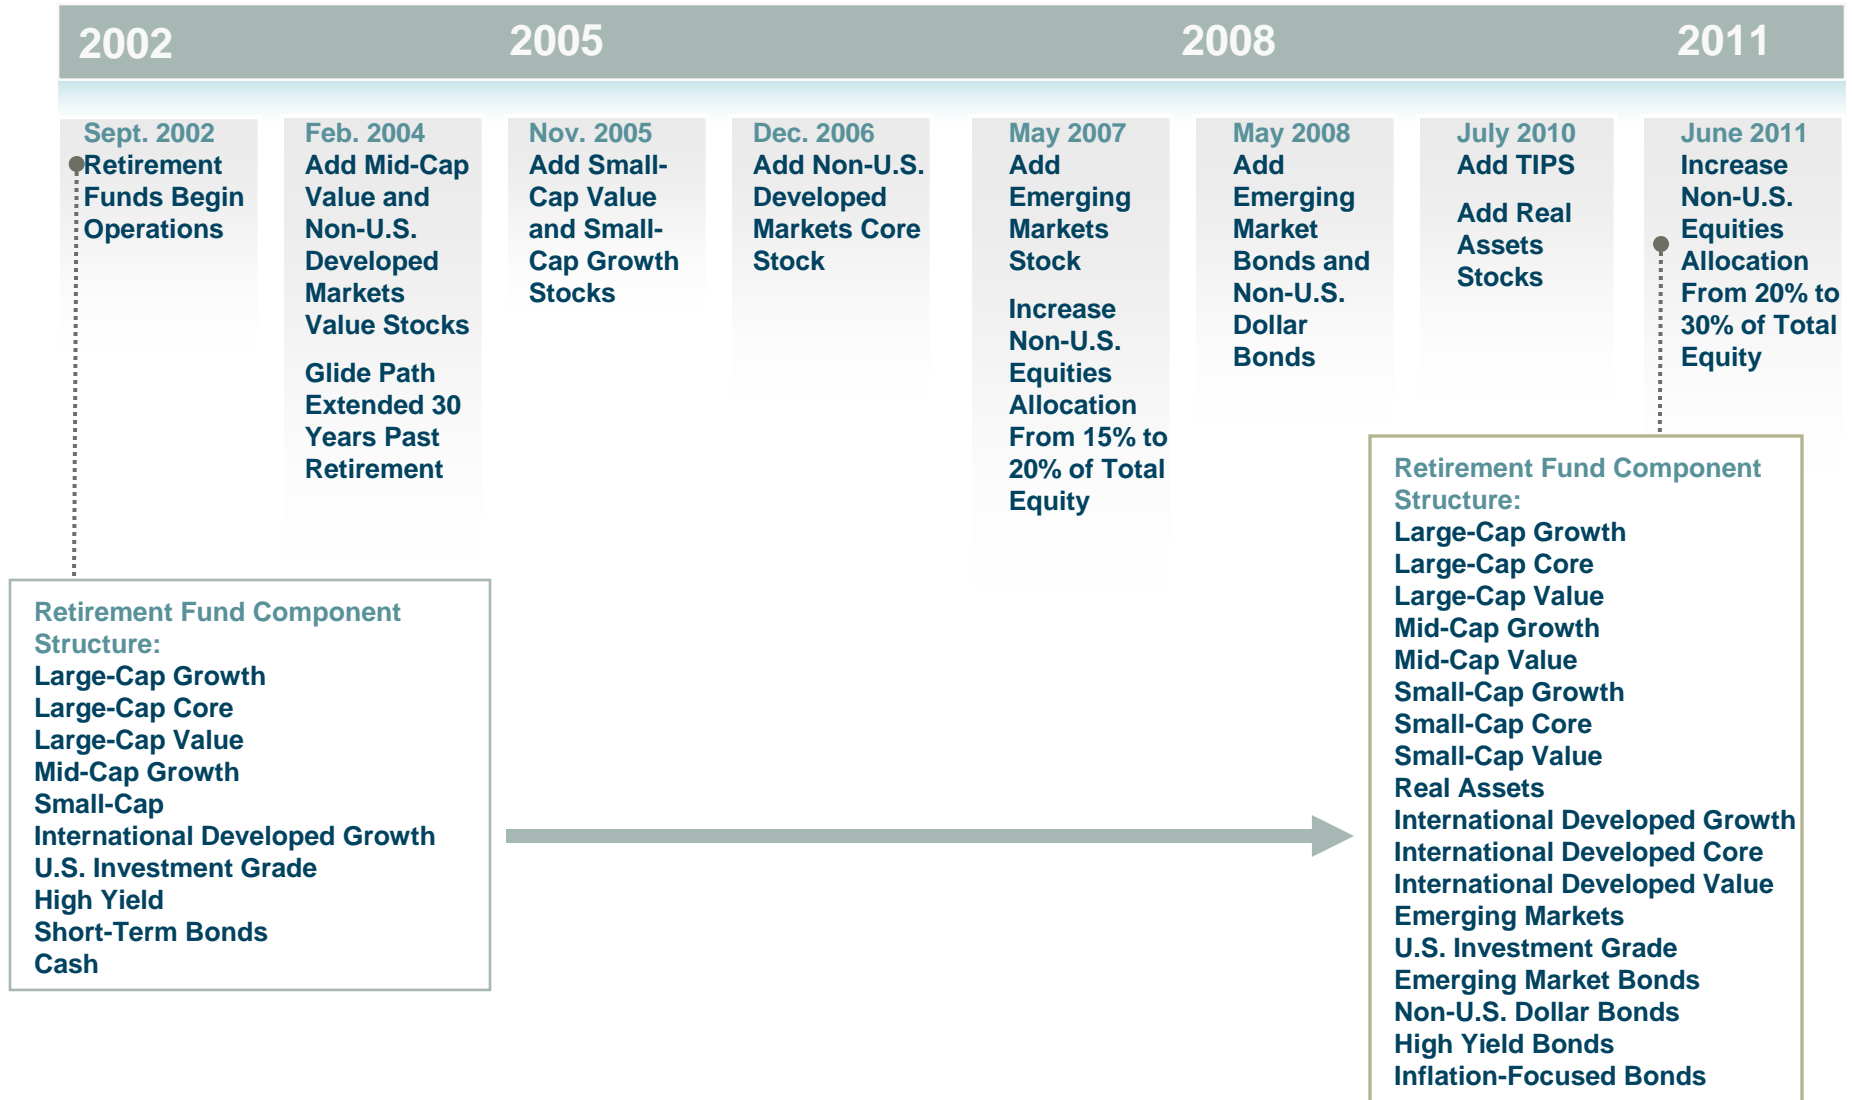 2002
2005
2008
2011
Sept. 2002
Retirement
Funds Begin
Operations
Feb. 2004
Add Mid-Cap
Value and
Non-U.S.
Developed
Markets
Value Stocks
Glide Path
Extended 30
Years Past
Retirement
Nov. 2005
Add Small-
Cap Value
and Small-
Cap Growth
Stocks
Dec. 2006
Add Non-U.S.
Developed
Markets Core
Stock
May 2007
Add
Emerging
Markets
Stock
Increase
Non-U.S.
Equities
Allocation
From 15% to
20% of Total
Equity
May 2008
Add
Emerging
Market
Bonds and
Non-U.S.
Dollar
Bonds
July 2010
Add TIPS
Add Real
Assets
Stocks
June 2011
Increase
Non-U.S.
Equities
Allocation
From 20% to
30% of Total
Equity
Retirement Fund Component
Structure:
Large-Cap Growth
Large-Cap Core
Large-Cap Value
Mid-Cap Growth
Small-Cap
International Developed Growth
U.S. Investment Grade
High Yield
Short-Term Bonds
Cash
Retirement Fund Component
Structure:
Large-Cap Growth
Large-Cap Core
Large-Cap Value
Mid-Cap Growth
Mid-Cap Value
Small-Cap Growth
Small-Cap Core
Small-Cap Value
Real Assets
International Developed Growth
International Developed Core
International Developed Value
Emerging Markets
U.S. Investment Grade
Emerging Market Bonds
Non-U.S. Dollar Bonds
High Yield Bonds
Inflation-Focused Bonds